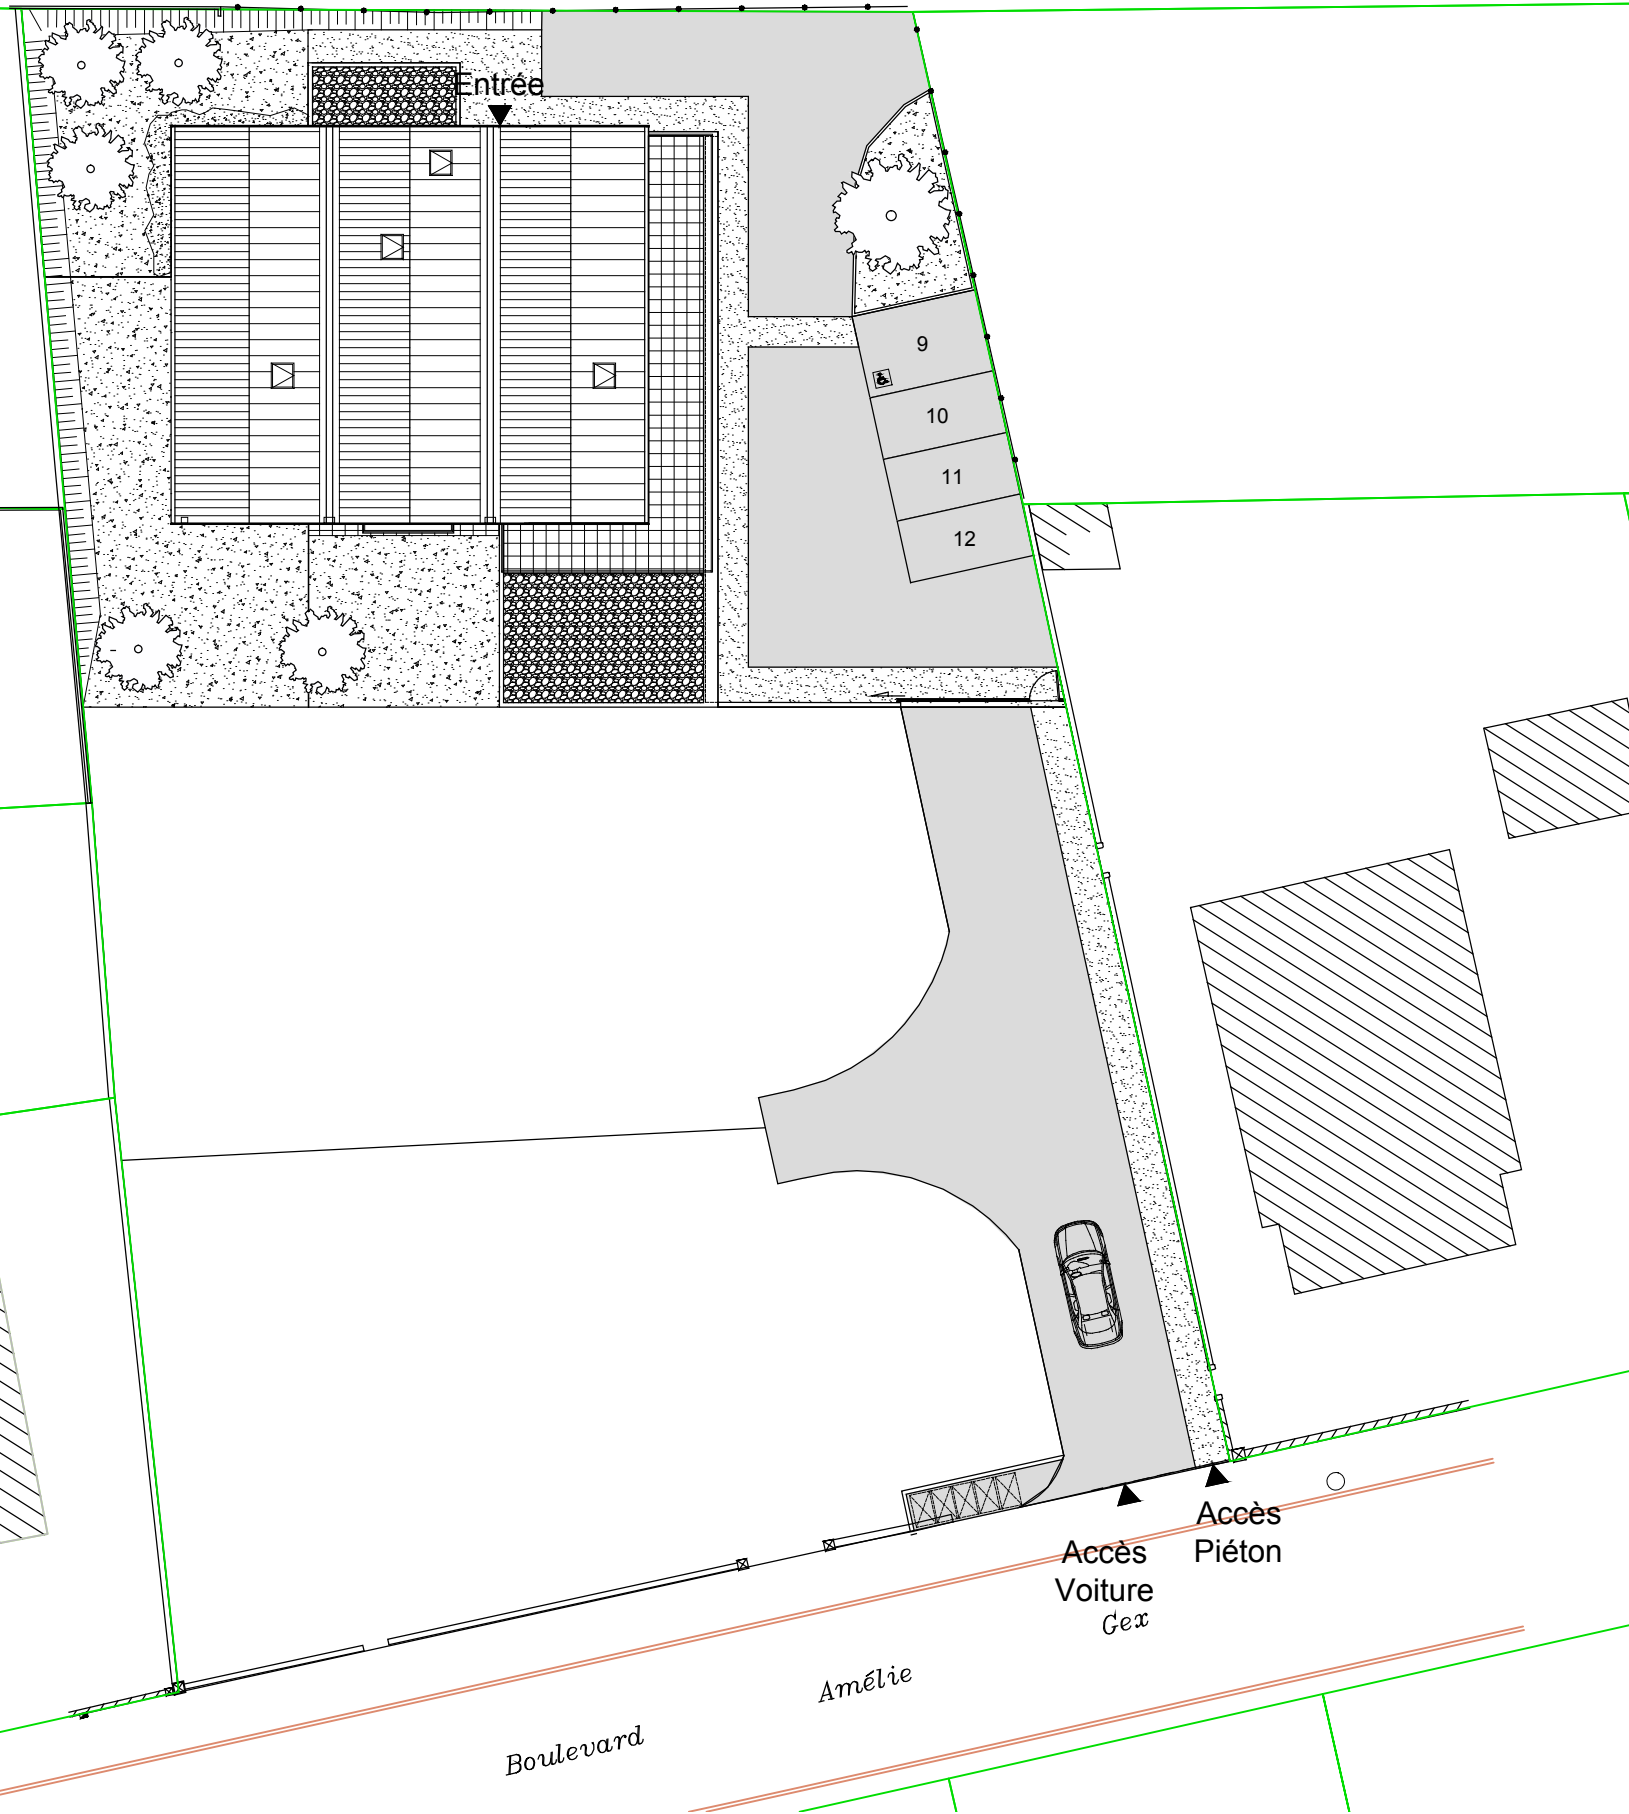 Entrée
9
10
11
12
Accès
Piéton
Accès
Voiture
Gex
Amélie
Boulevard